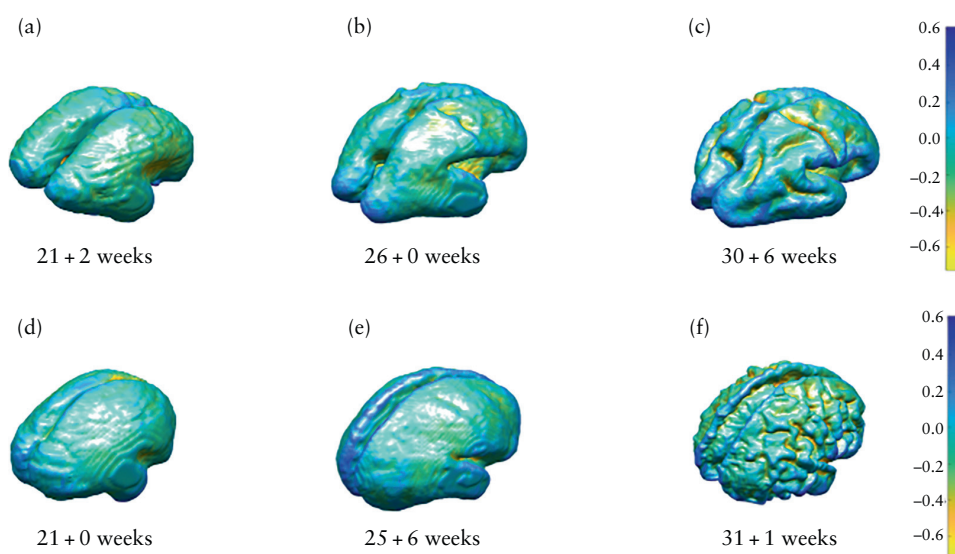 (a)
(b)
(c)
0.6
0.4
0.2
0.0
−0.2
−0.4
−0.6
21 + 2 weeks
26 + 0 weeks
30 + 6 weeks
(d)
(e)
(f)
0.6
0.4
0.2
0.0
−0.2
−0.4
−0.6
21 + 0 weeks
25 + 6 weeks
31 + 1 weeks